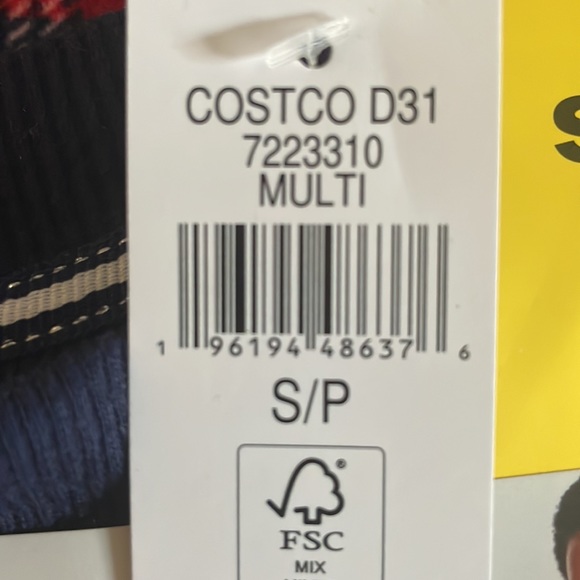 COSTCO D31
7223310
MULTI
1 96194 48637 6
S/P
®
FSC
MIX